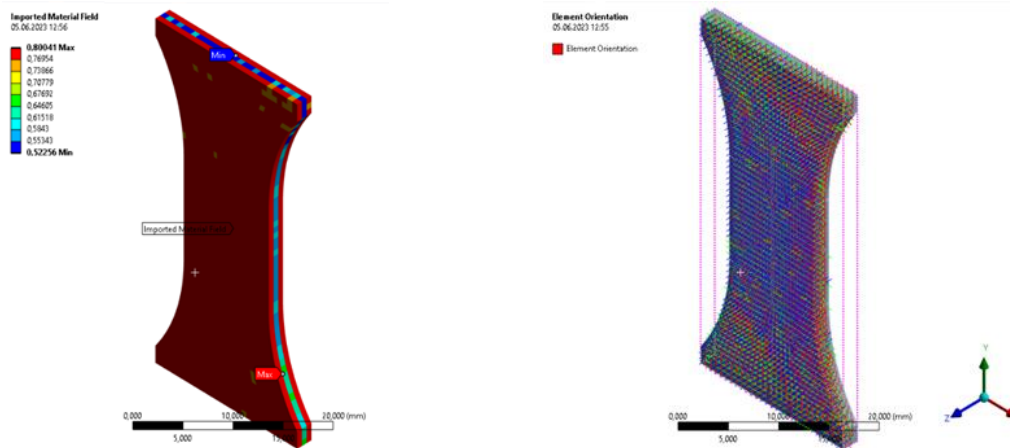 Imported Material Field
05.06.2023 12:56
0,80041 Max
0,76954
0,73866
0,70779
0,67692
0,64605
0,61518
0,5843
0,55343
0,52256 Min
Min
Imported Material Field
Max
0,000
10,000
20,000 (mm)
5,000
Element Orientation
05.06.2023 12:55
Element Orientation
0,000
10,000
20,000 (mm)
5,000
Y
Z